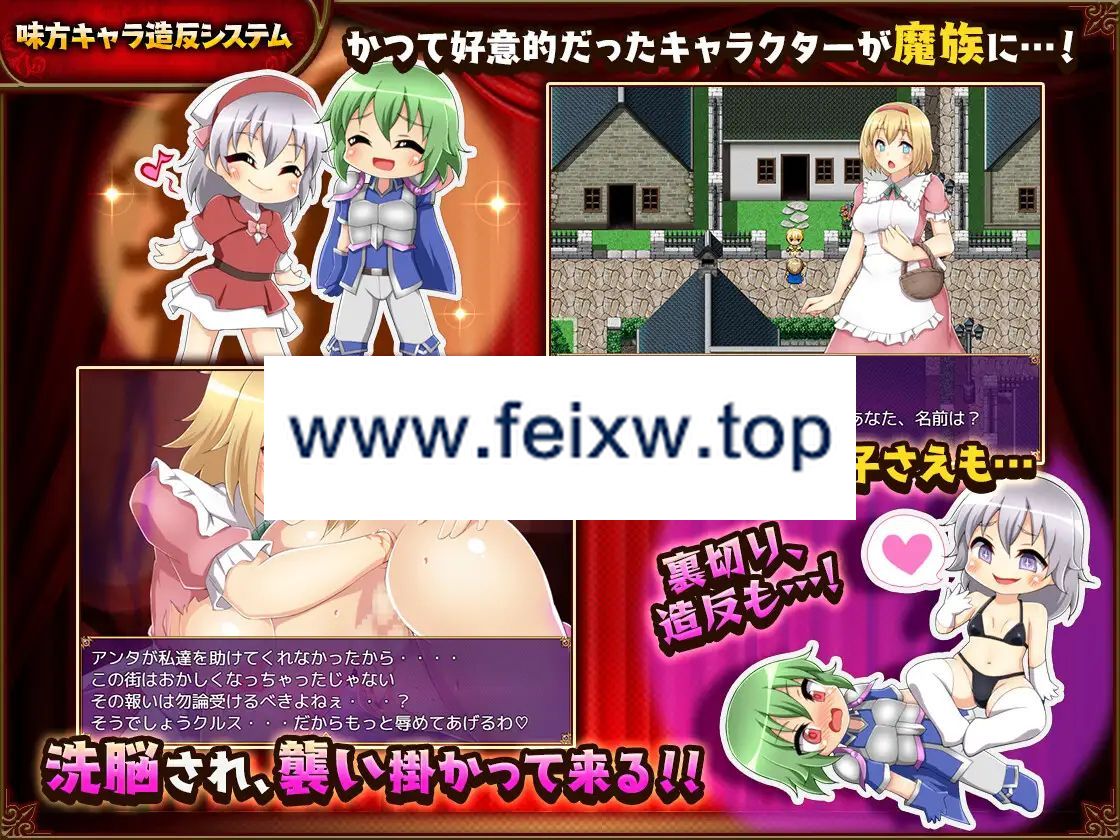 味方キャラ造反システム
かつて好意的だったキャラクターが魔族に…!
www.feixw.top
あなた、名前は?
子さえも…
裏切り、
造反も…!
アンタが私達を助けてくれなかったから・・・・
この街はおかしくなっちゃったじゃない
その報いは勿論受けるべきよねぇ・・・?
そうでしょうクルス・・・だからもっと辱めてあげるわ♡
洗脳され、襲い掛かって来る!!